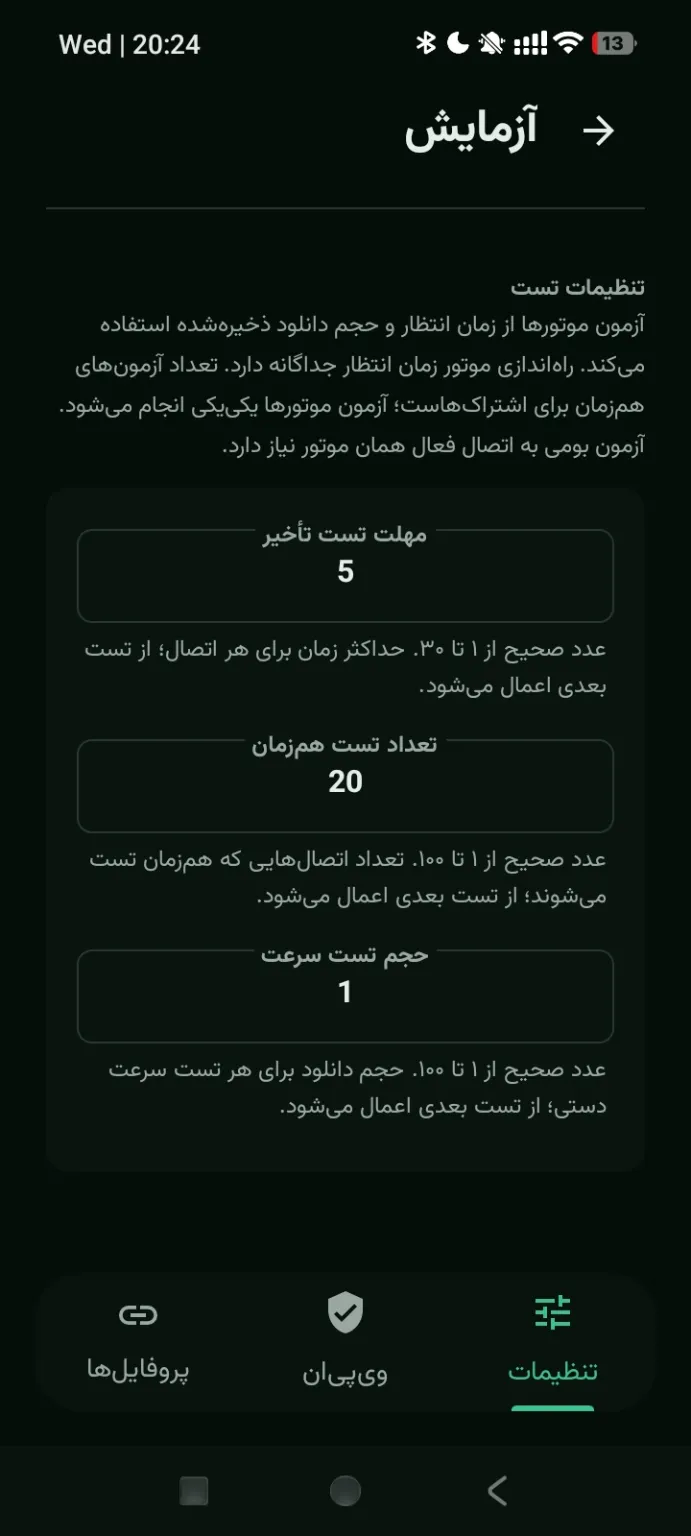 Wed | 20:24
13
آزمایش
تنظیمات تست
آزمون موتورها از زمان انتظار و حجم دانلود ذخیره‌شده استفاده
می‌کند. راه‌اندازی موتور زمان انتظار جداگانه دارد. تعداد آزمون‌های
هم‌زمان برای اشتراک‌هاست؛ آزمون موتورها یکی‌یکی انجام می‌شود.
آزمون بومی به اتصال فعال همان موتور نیاز دارد.
مهلت تست تأخیر
5
عدد صحیح از ۱ تا ۳۰. حداکثر زمان برای هر اتصال؛ از تست
بعدی اعمال می‌شود.
تعداد تست هم‌زمان
20
عدد صحیح از ۱ تا ۱۰۰. تعداد اتصال‌هایی که هم‌زمان تست
می‌شوند؛ از تست بعدی اعمال می‌شود.
حجم تست سرعت
1
عدد صحیح از ۱ تا ۱۰۰. حجم دانلود برای هر تست سرعت
دستی؛ از تست بعدی اعمال می‌شود.
تنظیمات
وی‌پی‌ان
پروفایل‌ها